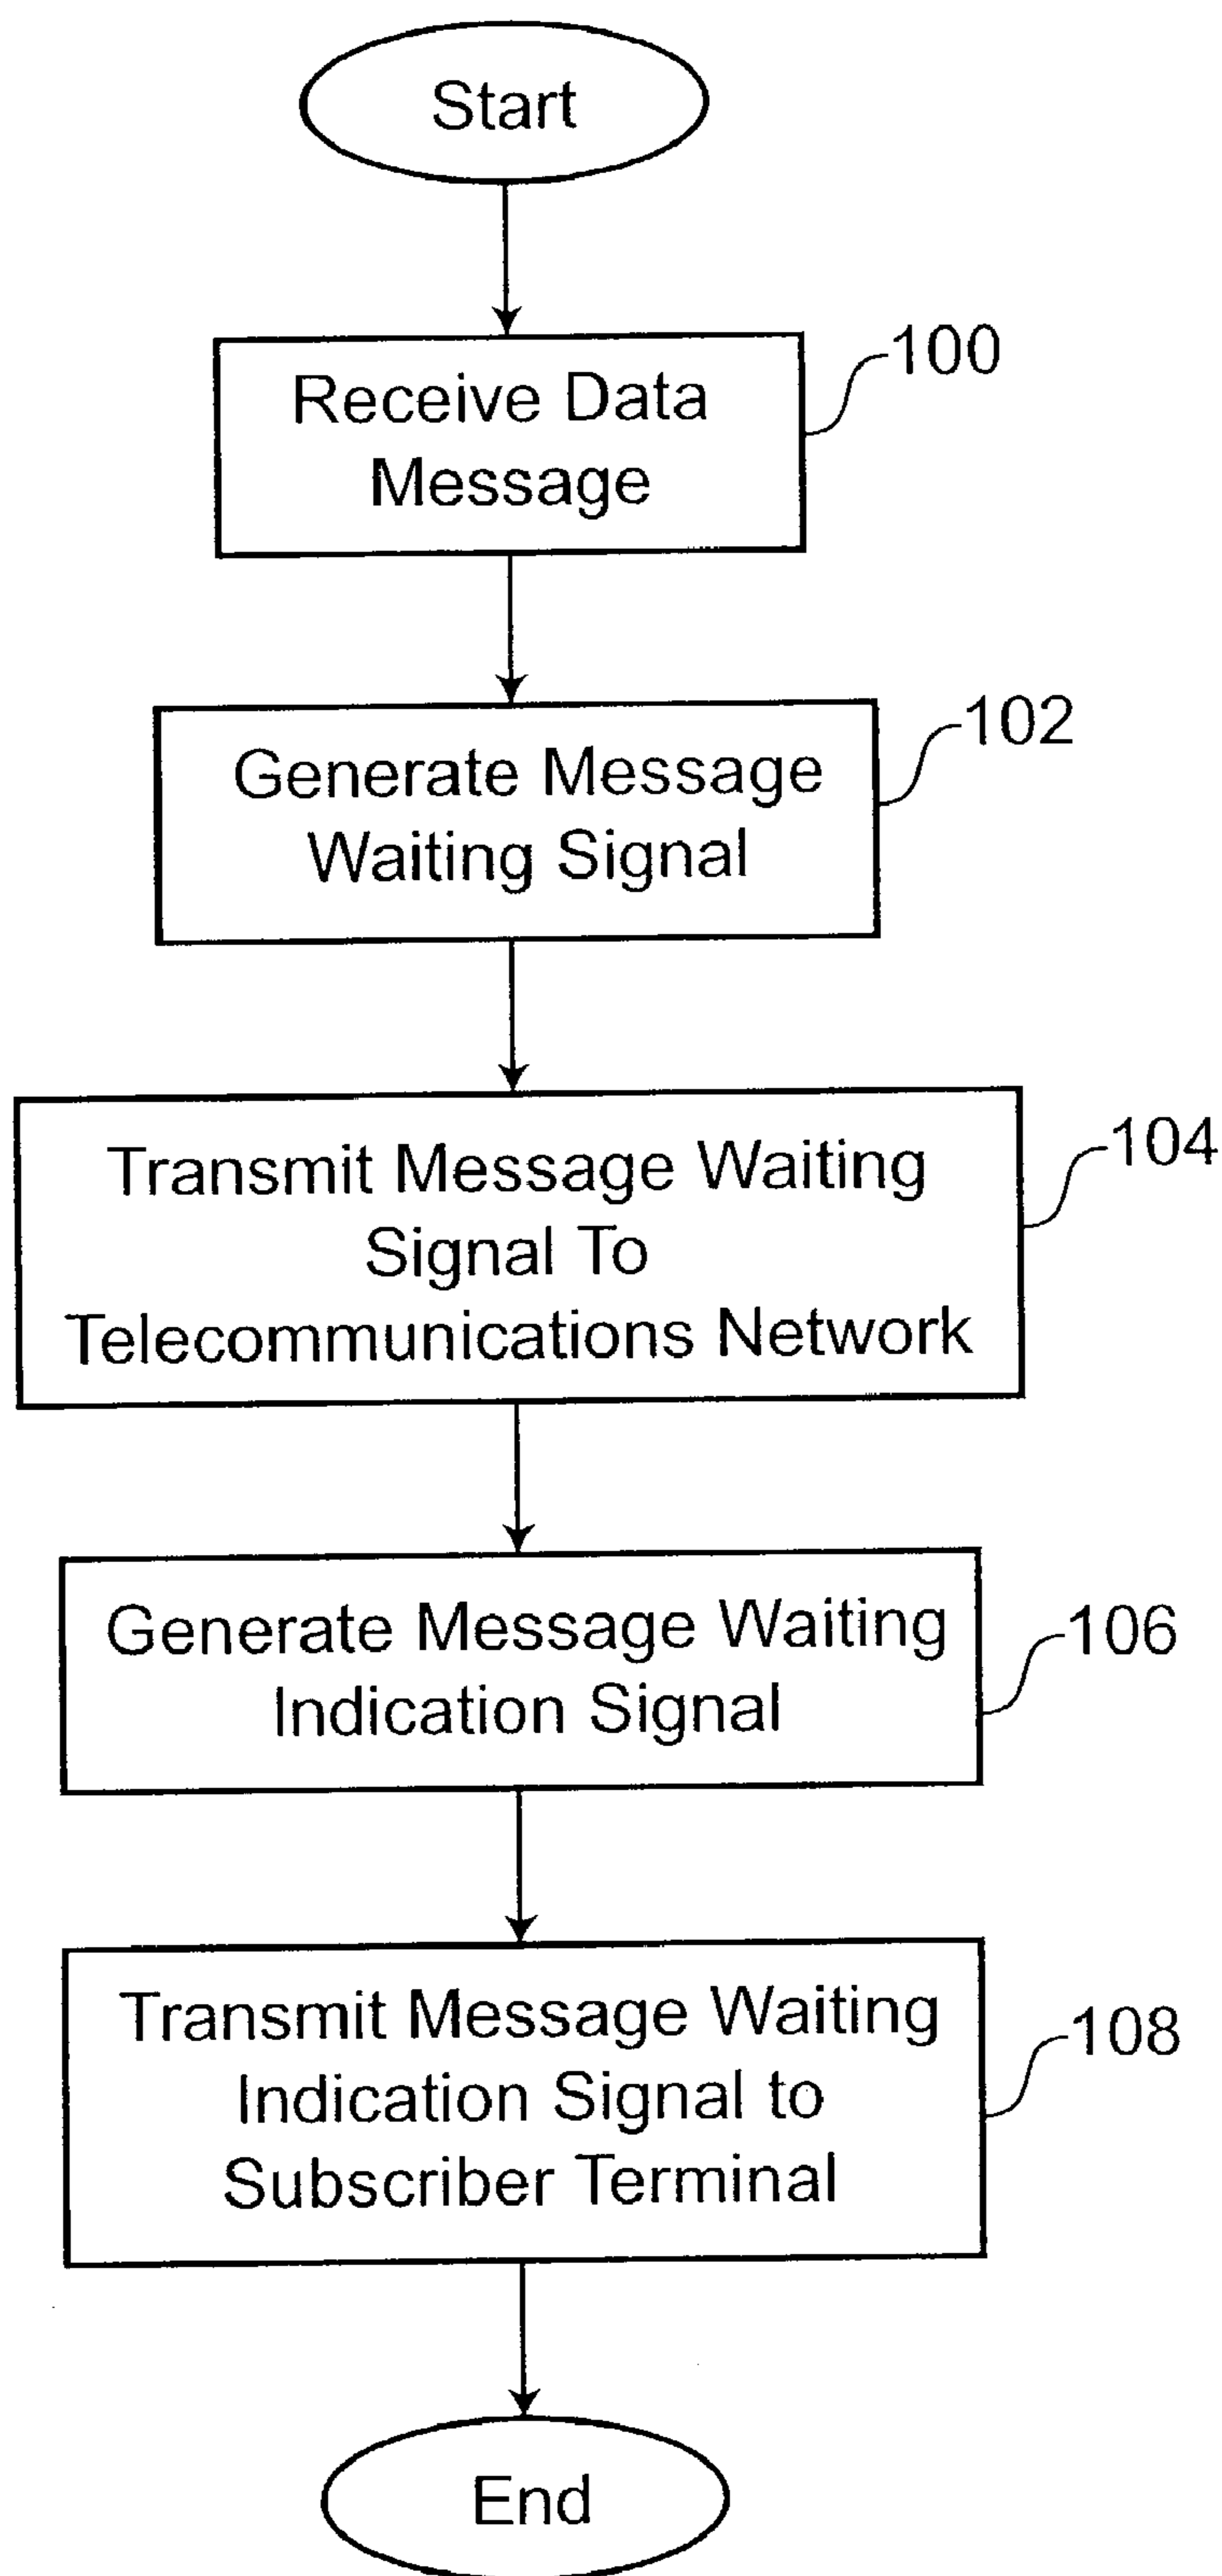 Start
100
Receive Data
Message
102
Generate Message
Waiting Signal
104
Transmit Message Waiting
Signal To
Telecommunications Network
106
Generate Message Waiting
Indication Signal
108
Transmit Message Waiting
Indication Signal to
Subscriber Terminal
End